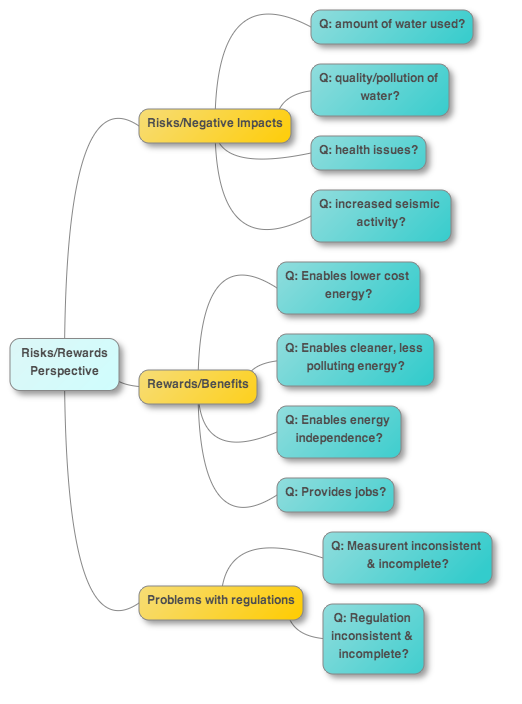 Risks/Rewards
Perspective
Risks/Negative Impacts
Q: amount of water used?
Q: quality/pollution of
water?
Q: health issues?
Q: increased seismic
activity?
Rewards/Benefits
Q: Enables lower cost
energy?
Q: Enables cleaner, less
polluting energy?
Q: Enables energy
independence?
Q: Provides jobs?
Problems with regulations
Q: Measurent inconsistent
& incomplete?
Q: Regulation
inconsistent &
incomplete?